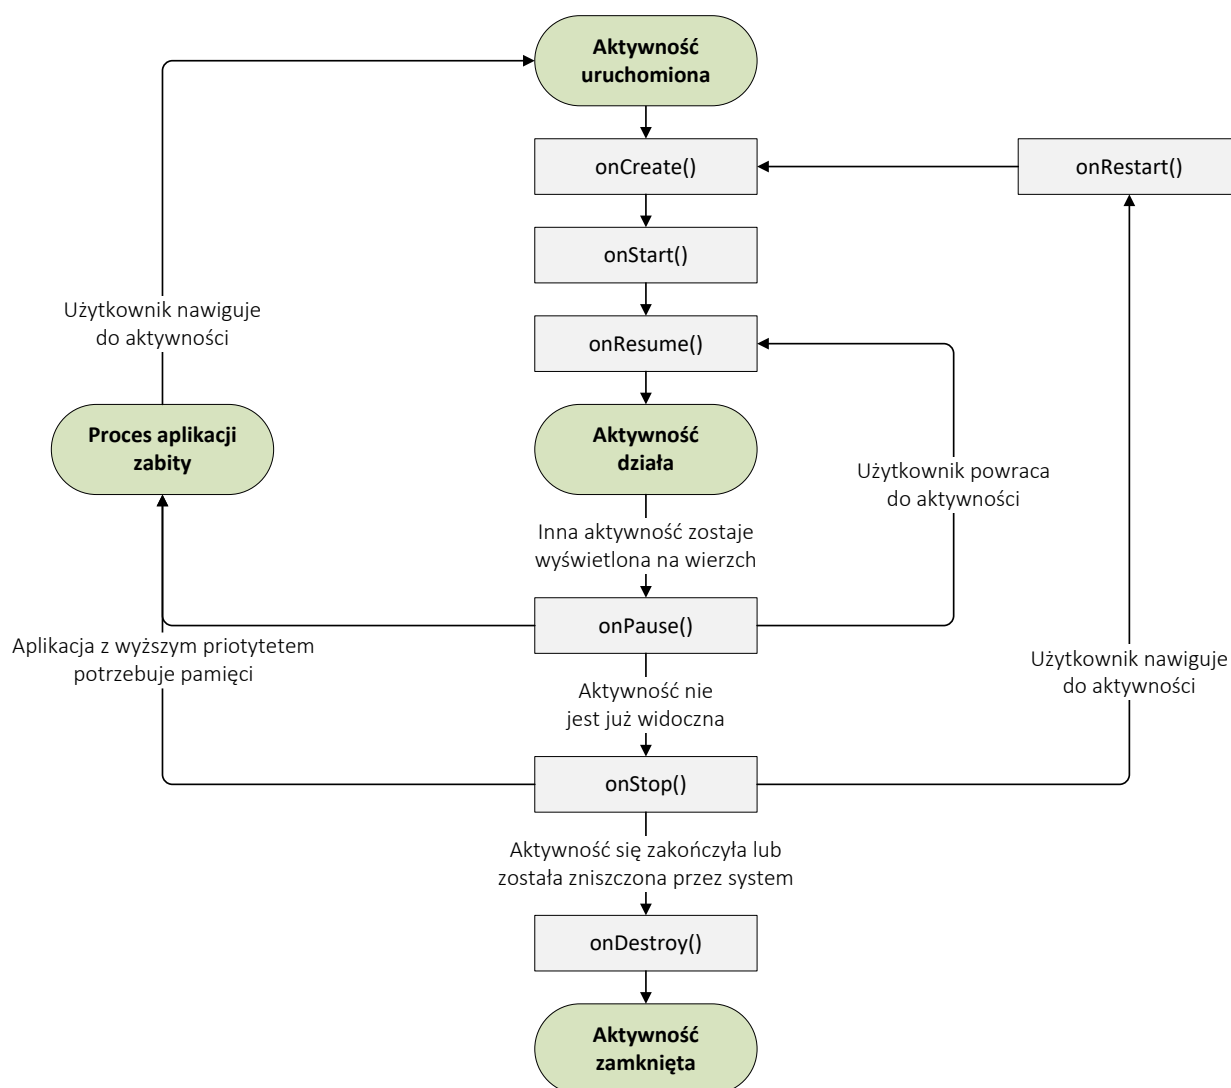 Aktywność
uruchomiona
onCreate()
onRestart()
onStart()
Użytkownik nawiguje
do aktywności
onResume()
Proces aplikacji
zabity
Aktywność
działa
Użytkownik powraca
do aktywności
Inna aktywność zostaje
wyświetlona na wierzch
onPause()
Aplikacja z wyższym priotytetem
potrzebuje pamięci
Użytkownik nawiguje
do aktywności
Aktywność nie
jest już widoczna
onStop()
Aktywność się zakończyła lub
została zniszczona przez system
onDestroy()
Aktywność
zamknięta